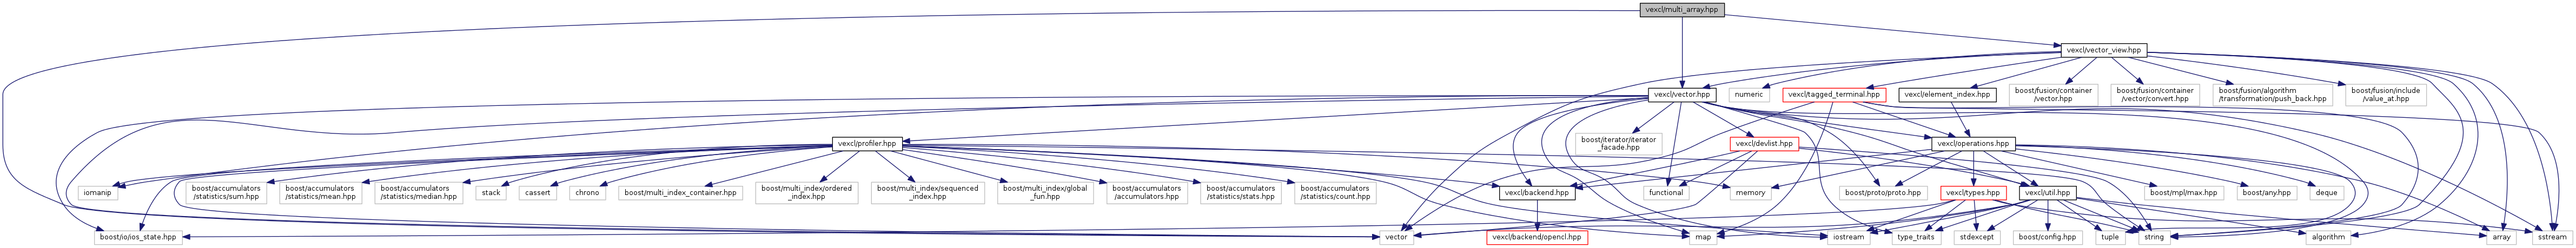 vexcl/multi_array.hpp
vexcl/vector_view.hpp
vexcl/vector.hpp
numeric
vexcl/tagged_terminal.hpp
vexcl/element_index.hpp
boost/fusion/container
/vector.hpp
boost/fusion/container
/vector/convert.hpp
boost/fusion/algorithm
/transformation/push_back.hpp
boost/fusion/include
/value_at.hpp
vexcl/profiler.hpp
boost/iterator/iterator
_facade.hpp
vexcl/devlist.hpp
vexcl/operations.hpp
iomanip
boost/accumulators
/statistics/sum.hpp
boost/accumulators
/statistics/mean.hpp
boost/accumulators
/statistics/median.hpp
stack
cassert
chrono
boost/multi_index_container.hpp
boost/multi_index/ordered
_index.hpp
boost/multi_index/sequenced
_index.hpp
boost/multi_index/global
_fun.hpp
boost/accumulators
/accumulators.hpp
boost/accumulators
/statistics/stats.hpp
boost/accumulators
/statistics/count.hpp
vexcl/backend.hpp
functional
memory
boost/proto/proto.hpp
vexcl/types.hpp
vexcl/util.hpp
boost/mpl/max.hpp
boost/any.hpp
deque
boost/io/ios_state.hpp
vector
vexcl/backend/opencl.hpp
map
iostream
type_traits
stdexcept
boost/config.hpp
tuple
string
algorithm
array
sstream